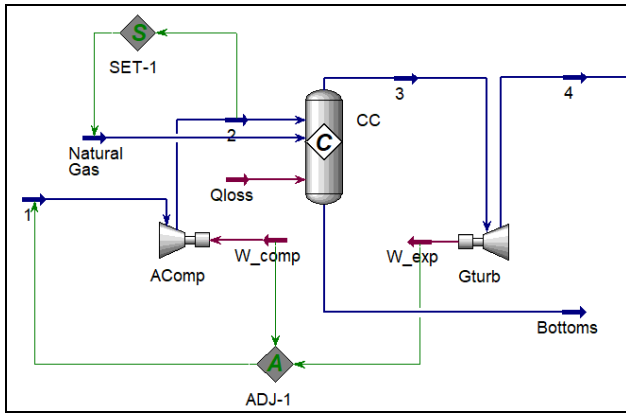 S
SET-1
3
4
CC
2
C
Natural
Gas
Qloss
1
AComp
W_comp
W_exp
Gturb
Bottoms
A
ADJ-1